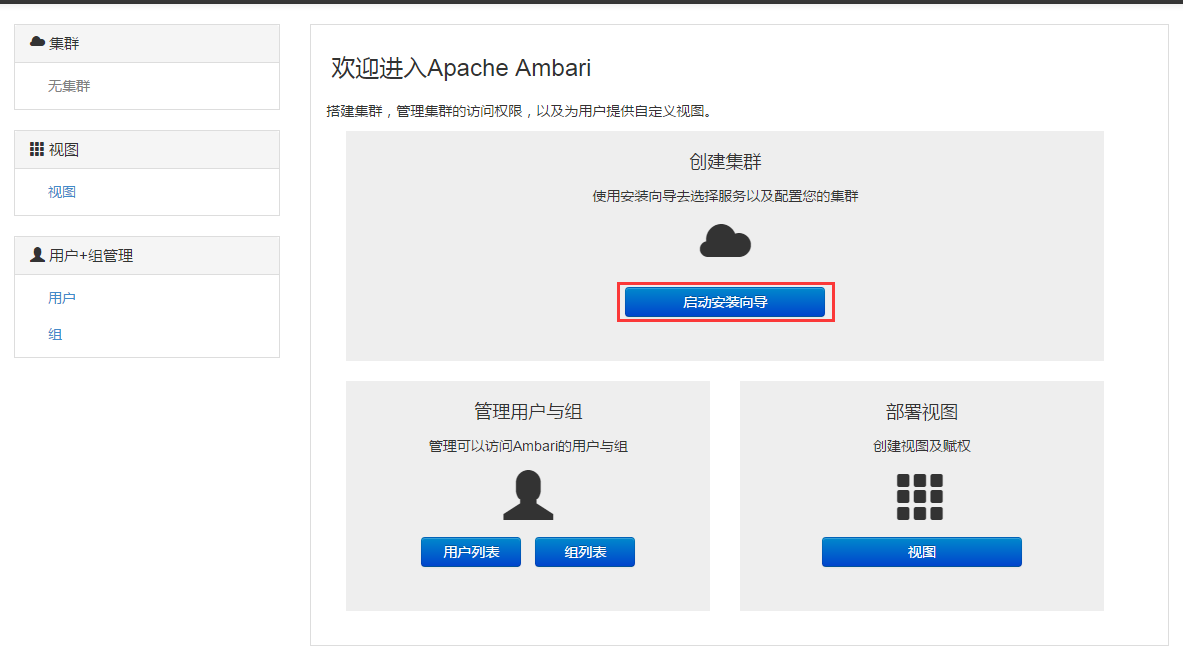 集群
无集群
视图
视图
用户+组管理
用户
组
欢迎进入Apache Ambari
搭建集群，管理集群的访问权限，以及为用户提供自定义视图。
创建集群
使用安装向导去选择服务以及配置您的集群
启动安装向导
管理用户与组
管理可以访问Ambari的用户与组
用户列表 组列表
部署视图
创建视图及赋权
视图